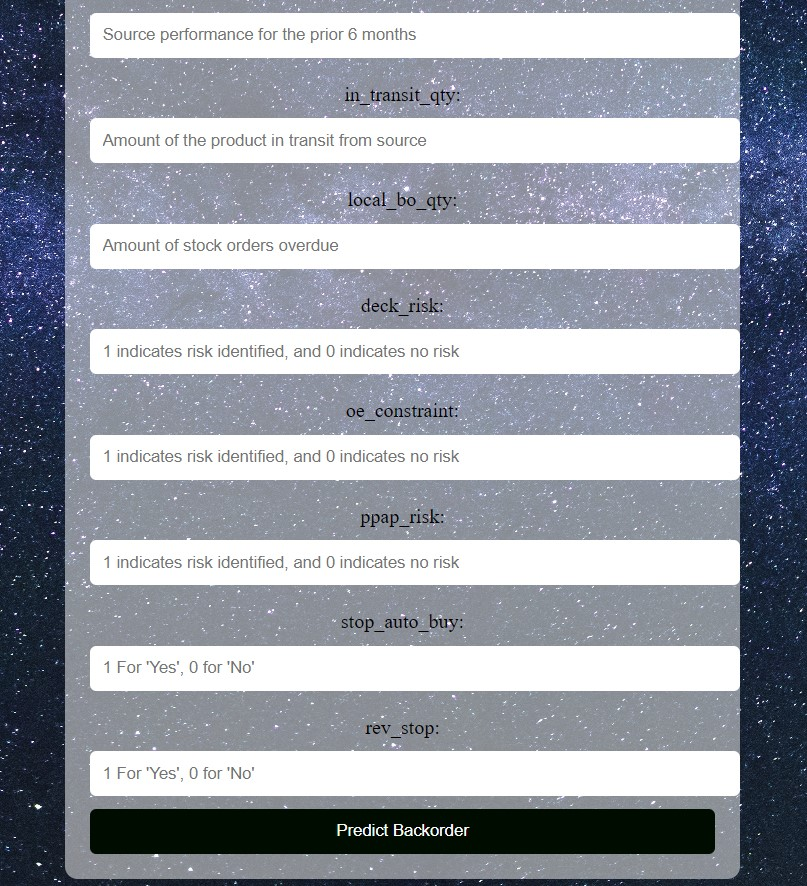 Source performance for the prior 6 months
in_transit_qty:
Amount of the product in transit from source
local_bo_qty:
Amount of stock orders overdue
deck_risk:
1 indicates risk identified, and 0 indicates no risk
oe_constraint:
1 indicates risk identified, and 0 indicates no risk
ppap_risk:
1 indicates risk identified, and 0 indicates no risk
stop_auto_buy:
1 For 'Yes', 0 for 'No'
rev_stop:
1 For 'Yes', 0 for 'No'
Predict Backorder